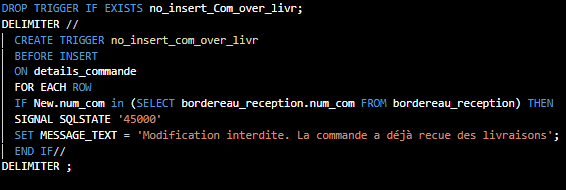 DROP TRIGGER IF EXISTS no_insert_Com_over_livr;
DELIMITER //
CREATE TRIGGER no_insert_com_over_livr
BEFORE INSERT
ON details_commande
FOR EACH ROW
IF New.num_com in (SELECT bordereau_reception.num_com FROM bordereau_reception) THEN
SIGNAL SQLSTATE '45000'
SET MESSAGE_TEXT = 'Modification interdite. La commande a déjà recue des livraisons';
END IF//
DELIMITER ;